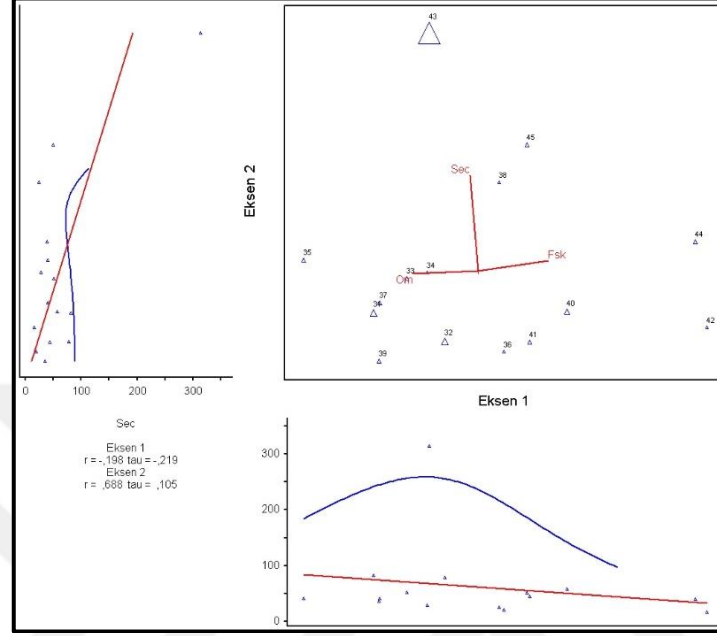 43
45
Sec
38
44
35
Fsk
33
34
Om
37
36
40
42
32
41
36
39
Eksen 2
Eksen 1
0
100
200
300
Sec
Eksen 1
r = -,198 tau = -,219
Eksen 2
r = ,688 tau = ,105
300
200
100
0